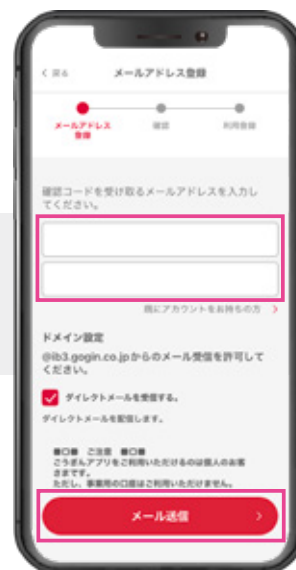 < 戻る メールアドレス登録
メールアドレス
登録
確認
利用登録
確認コードを受け取るメールアドレスを入力し
てください。
既にアカウントをお持ちの方 >
ドメイン設定
@ib3.gogin.co.jpからのメール受信を許可して
ください。
ダイレクトメールを受信する。
ダイレクトメールを配信します。
■□■ ご注意 ■□■
ごうぎんアプリをご利用いただけるのは個人のお客
さまです。
ただし、事業用の口座はご利用いただけません。
メール送信 >